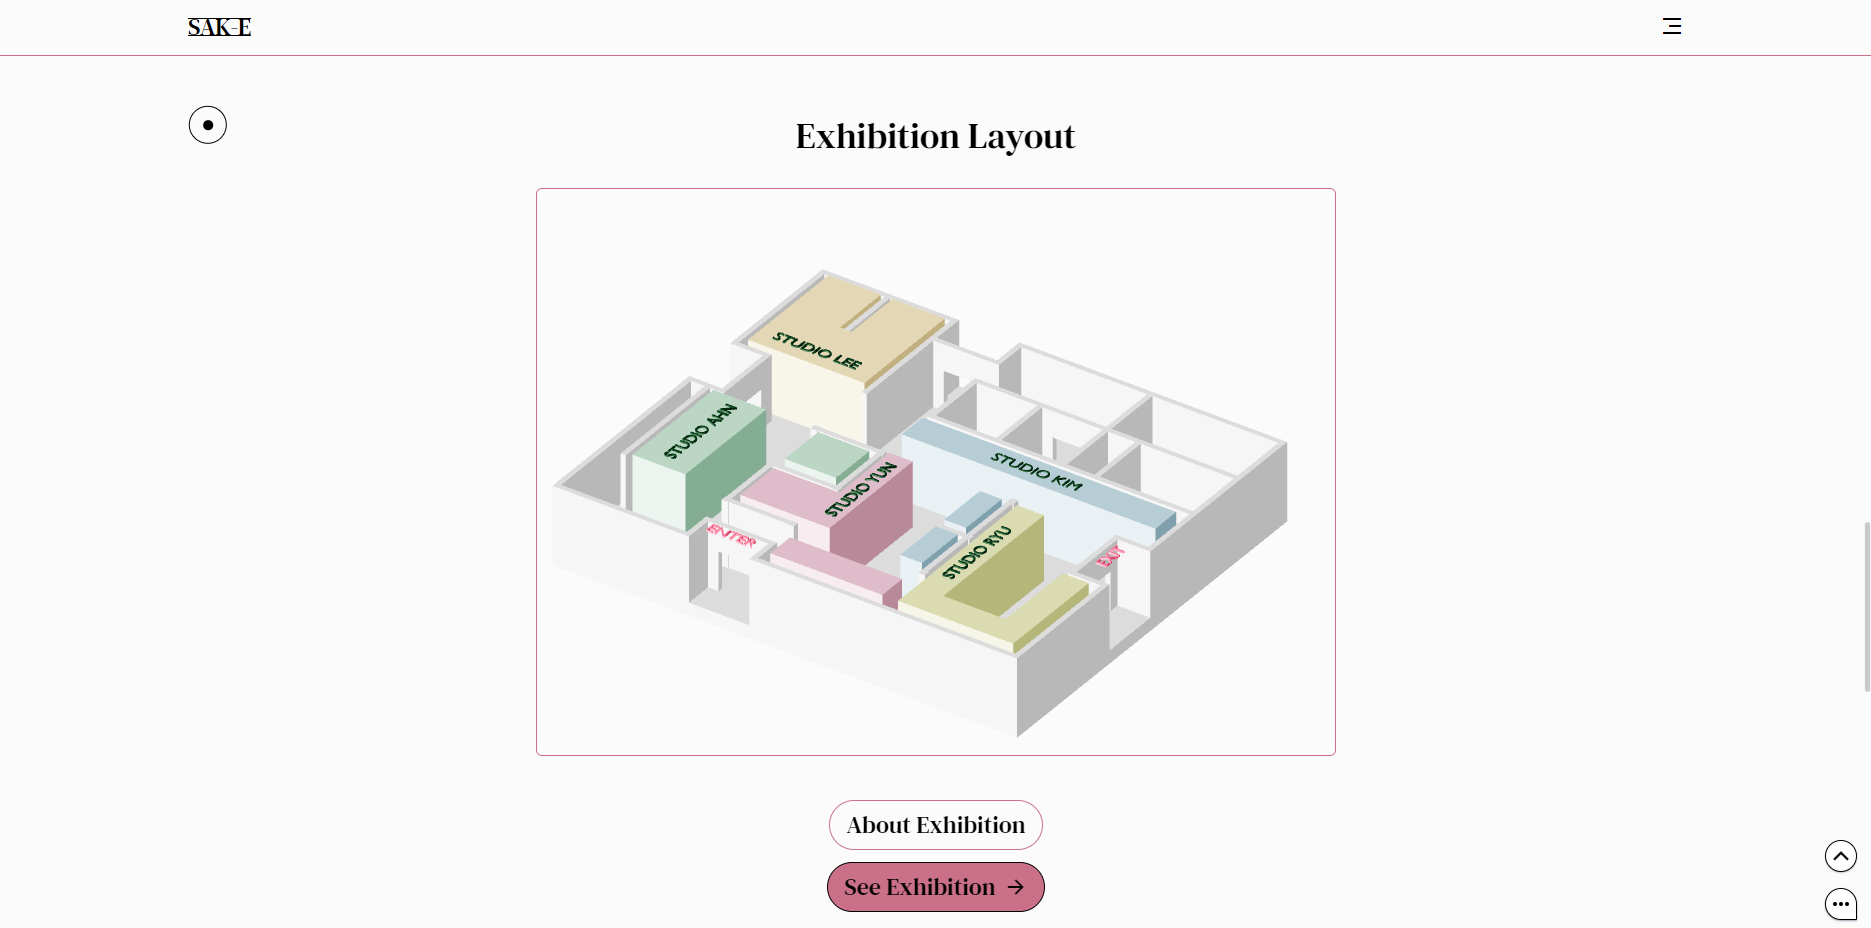 SAK-E
Exhibition Layout
STUDIO LEE
STUDIO AHN
STUDIO YUN
STUDIO KIM
STUDIO RYU
ENTER
EXIT
About Exhibition
See Exhibition →